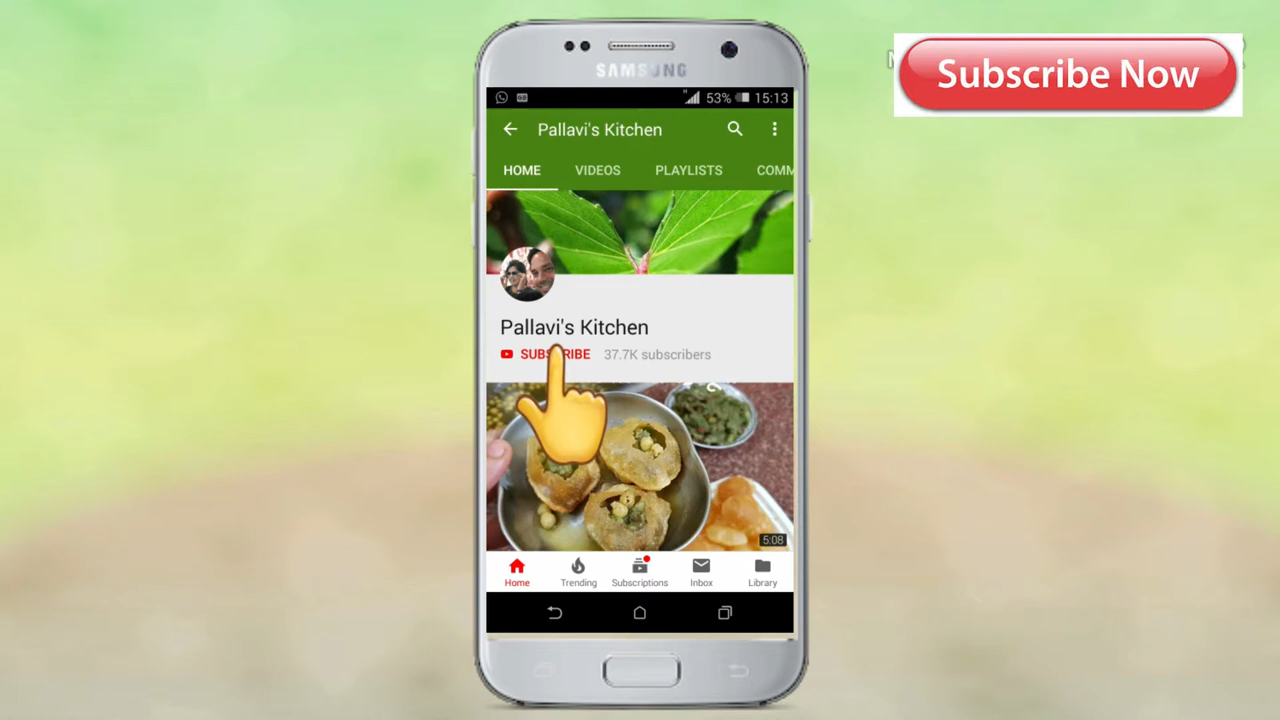 Subscribe Now
SAMSUNG
53% 15:13
Pallavi's Kitchen
HOME VIDEOS PLAYLISTS COMM
Pallavi's Kitchen
SUBSCRIBE 37.7K subscribers
5:08
Home Trending Subscriptions Inbox Library